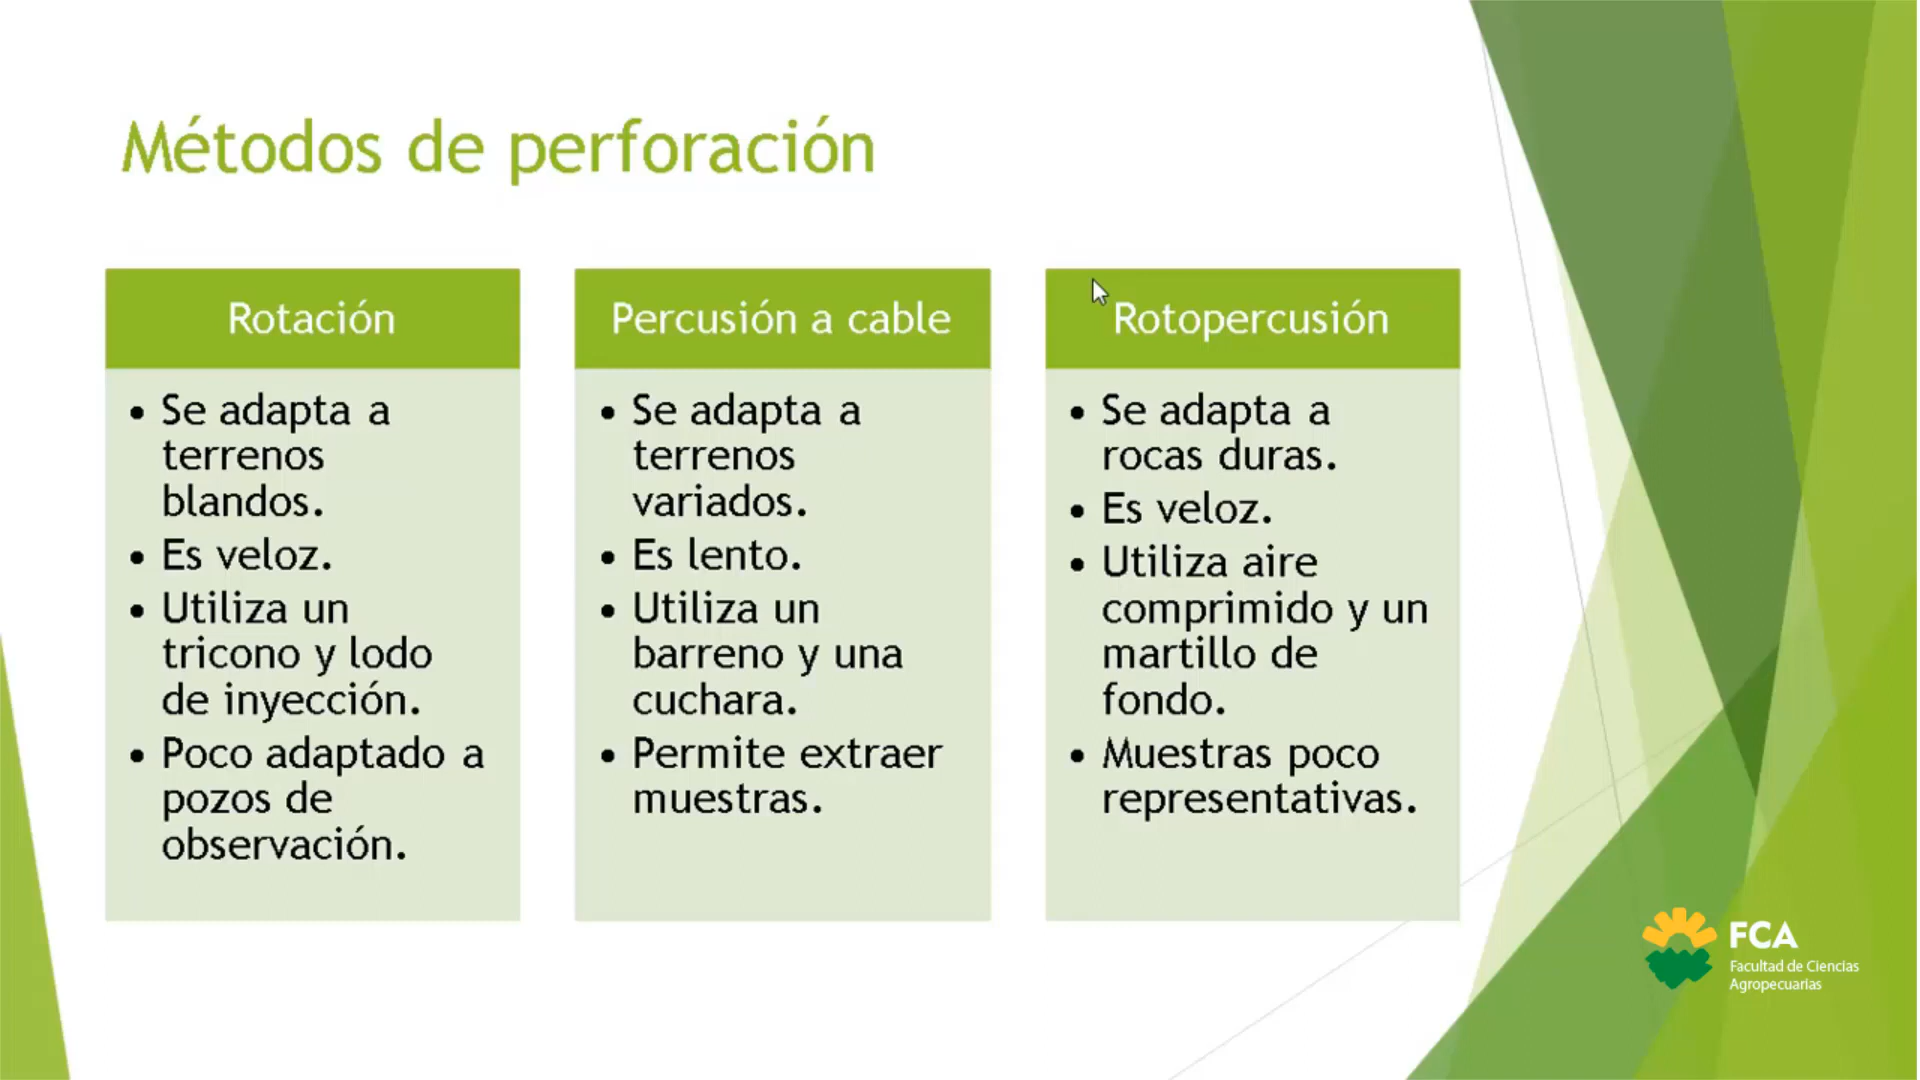 Métodos de perforación
Rotación
• Se adapta a
terrenos
blandos.
• Es veloz.
• Utiliza un
tricono y lodo
de inyección.
• Poco adaptado a
pozos de
observación.
Percusión a cable
• Se adapta a
terrenos
variados.
• Es lento.
• Utiliza un
barreno y una
cuchara.
• Permite extraer
muestras.
Rotopercusión
• Se adapta a
rocas duras.
• Es veloz.
• Utiliza aire
comprimido y un
martillo de
fondo.
• Muestras poco
representativas.
FCA
Facultad de Ciencias
Agropecuarias